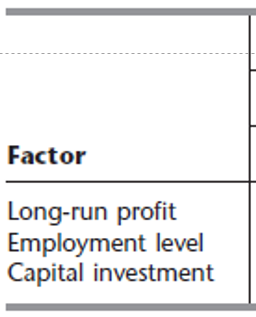 Factor
Long-run profit
Employment level
Capital investment